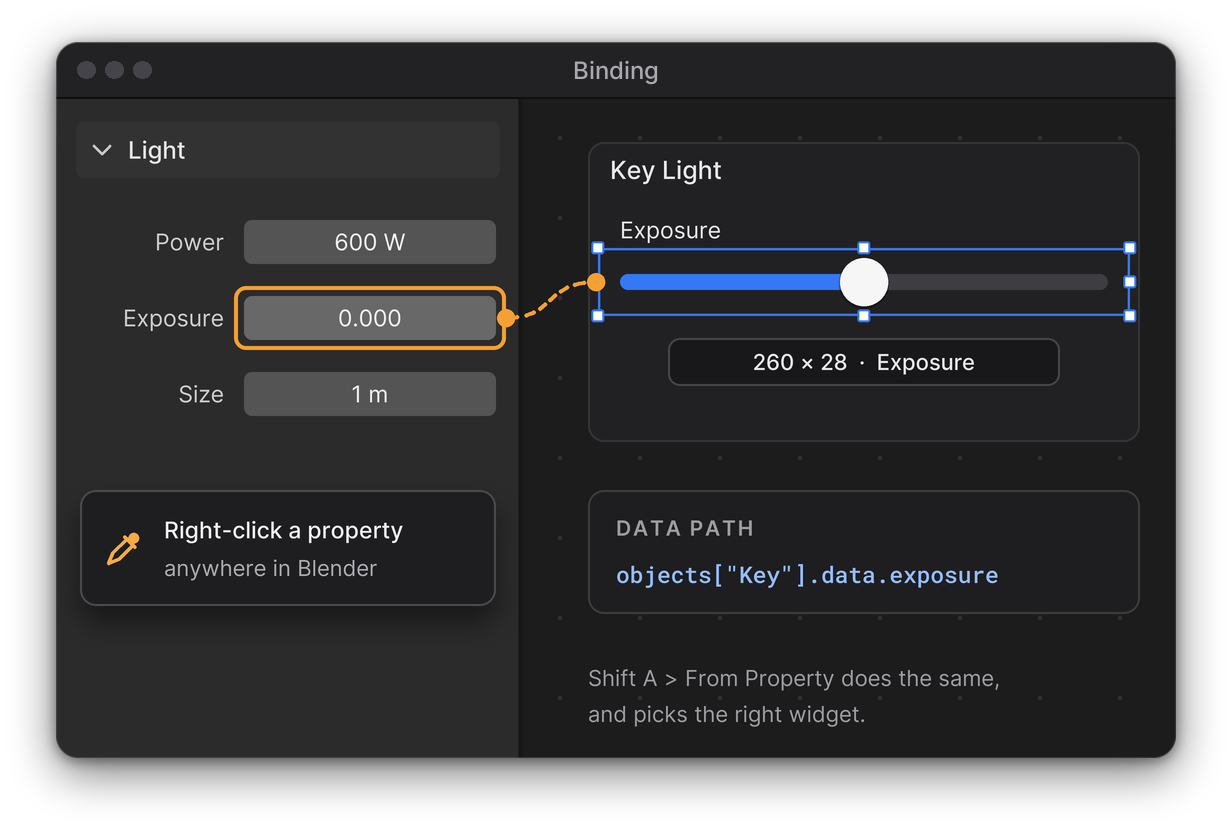 Binding
Light
Power
600 W
Exposure
0.000
Size
1 m
Right-click a property
anywhere in Blender
Key Light
Exposure
260 × 28 · Exposure
DATA PATH
objects["Key"].data.exposure
Shift A > From Property does the same,
and picks the right widget.